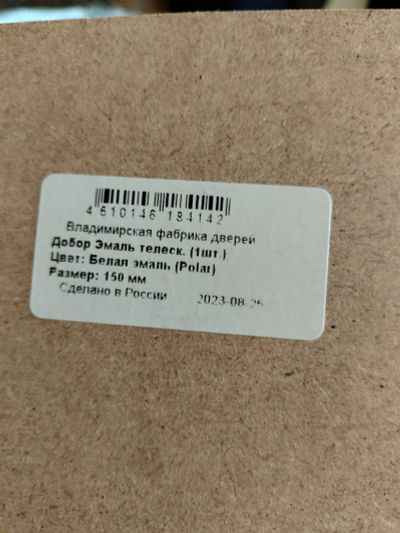 4 610146 184142
Владимирская фабрика дверей
Добор Эмаль телеск. (1шт.)
Цвет: Белая эмаль (Polar)
Размер: 150 мм
Сделано в России 2023-08-25